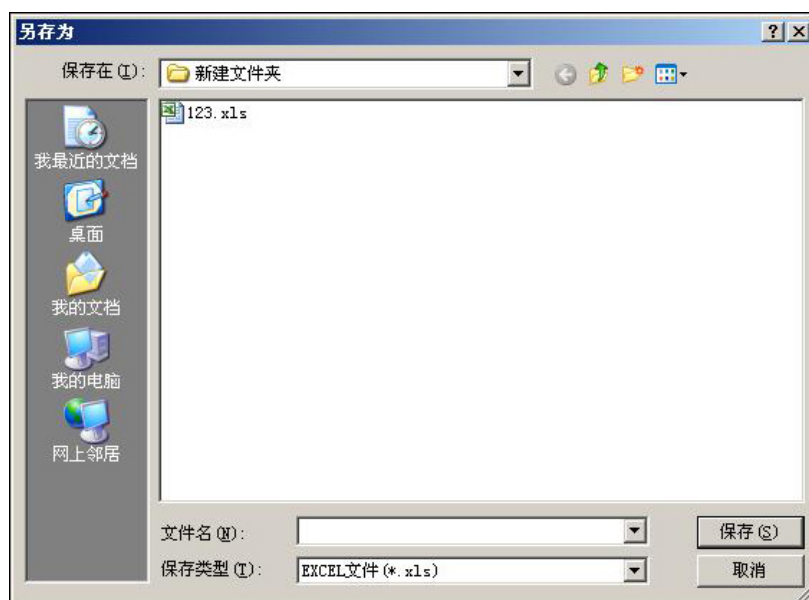 另存为
保存在(I):
新建文件夹
123.xls
我最近的文档
桌面
我的文档
我的电脑
网上邻居
文件名(N):
保存(S)
保存类型(T):
EXCEL文件(*.xls)
取消